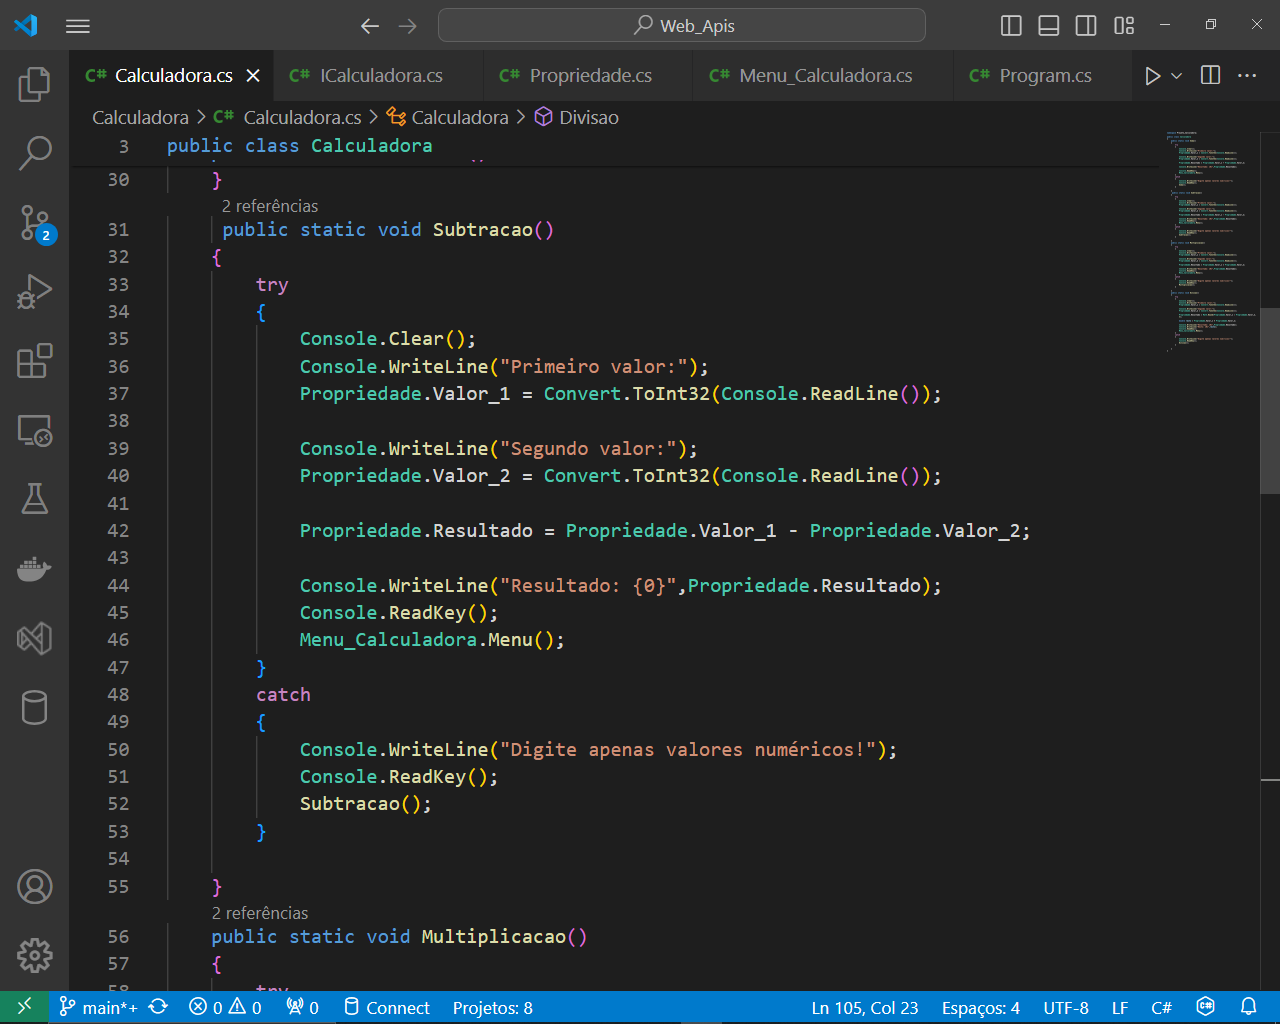 Web_Apis
C# Calculadora.cs
C# ICalculadora.cs
C# Propriedade.cs
C# Menu_Calculadora.cs
C# Program.cs
Calculadora > C# Calculadora.cs > Calculadora > Divisao
3 public class Calculadora
30 }
2 referências
31 public static void Subtracao()
32 {
33 try
34 {
35 Console.Clear();
36 Console.WriteLine("Primeiro valor:");
37 Propriedade.Valor_1 = Convert.ToInt32(Console.ReadLine());
38
39 Console.WriteLine("Segundo valor:");
40 Propriedade.Valor_2 = Convert.ToInt32(Console.ReadLine());
41
42 Propriedade.Resultado = Propriedade.Valor_1 - Propriedade.Valor_2;
43
44 Console.WriteLine("Resultado: {0}",Propriedade.Resultado);
45 Console.ReadKey();
46 Menu_Calculadora.Menu();
47 }
48 catch
49 {
50 Console.WriteLine("Digite apenas valores numéricos!");
51 Console.ReadKey();
52 Subtracao();
53 }
54
55 }
2 referências
56 public static void Multiplicacao()
57 {
58 try
2
main*+ 0 0 0 Connect Projetos: 8 Ln 105, Col 23 Espaços: 4 UTF-8 LF C#